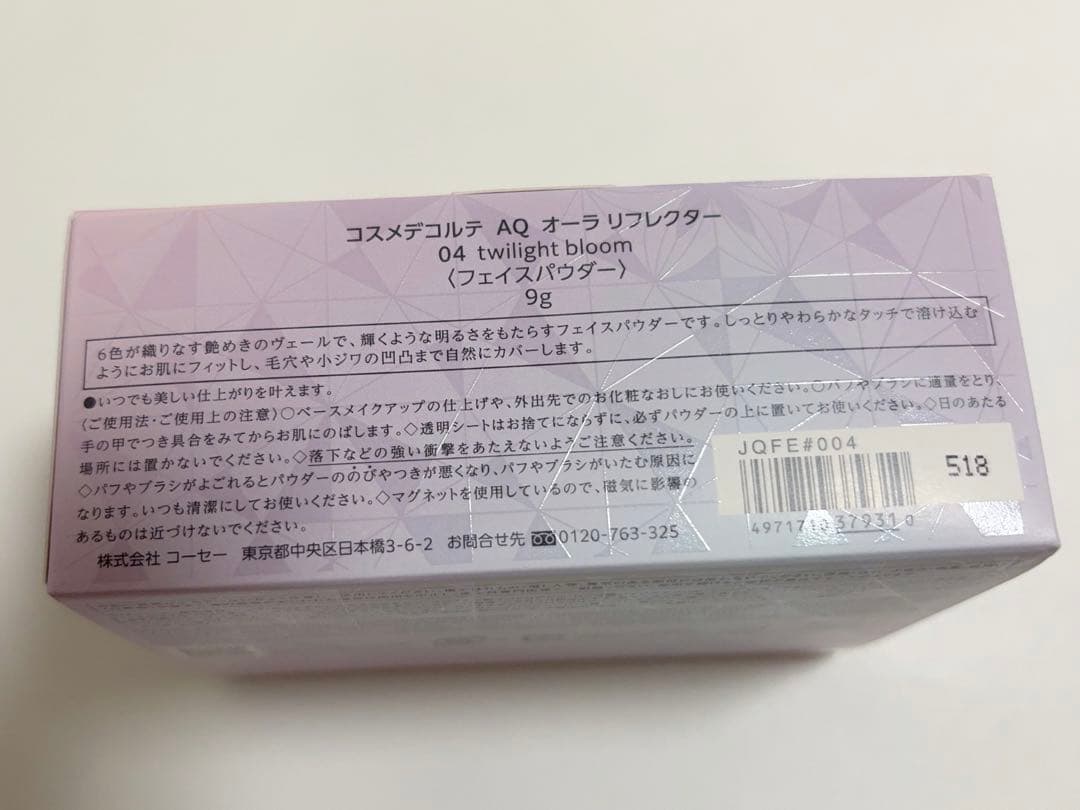 コスメデコルテ AQ オーラ リフレクター
04 twilight bloom
〈フェイスパウダー〉
9g
6色が織りなす艶めきのヴェールで、輝くような明るさをもたらすフェイスパウダーです。しっとりやわらかなタッチで溶け込む
ようにお肌にフィットし、毛穴や小ジワの凹凸まで自然にカバーします。
●いつでも美しい仕上がりを叶えます。
〈ご使用法・ご使用上の注意〉○ベースメイクアップの仕上げや、外出先でのお化粧なおしにお使いください。○パフやブラシに適量をとり、
手の甲でつき具合をみてからお肌にのばします。◇透明シートはお捨てにならずに、必ずパウダーの上に置いてお使いください。◇日のあたる
場所には置かないでください。◇落下などの強い衝撃をあたえないようご注意ください。
◇パフやブラシがよごれるとパウダーののびやつきが悪くなり、パフやブラシがいたむ原因に
なります。いつも清潔にしてお使いください。◇マグネットを使用しているので、磁気に影響の
あるものは近づけないでください。
株式会社 コーセー 東京都中央区日本橋3-6-2 お問合せ先 0120-763-325
JQFE#004
518
4971710379310